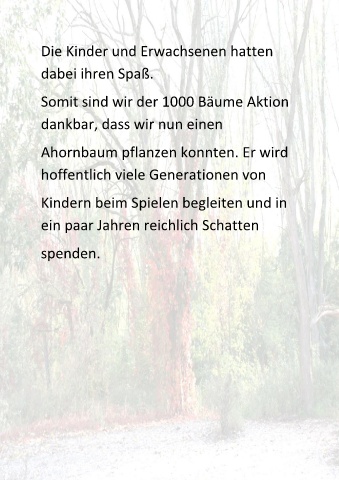 Die Kinder und Erwachsenen hatten
dabei ihren Spaß.
Somit sind wir der 1000 Bäume Aktion
dankbar, dass wir nun einen
Ahornbaum pflanzen konnten. Er wird
hoffentlich viele Generationen von
Kindern beim Spielen begleiten und in
ein paar Jahren reichlich Schatten
spenden.